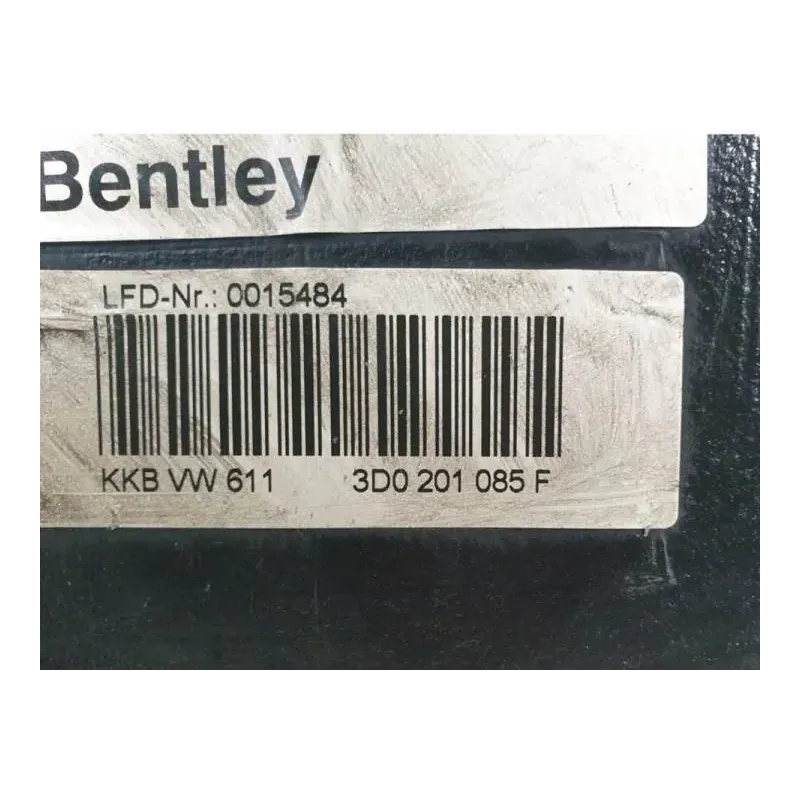 Bentley
LFD-Nr.: 0015484
KKB VW 611 3D0 201 085 F